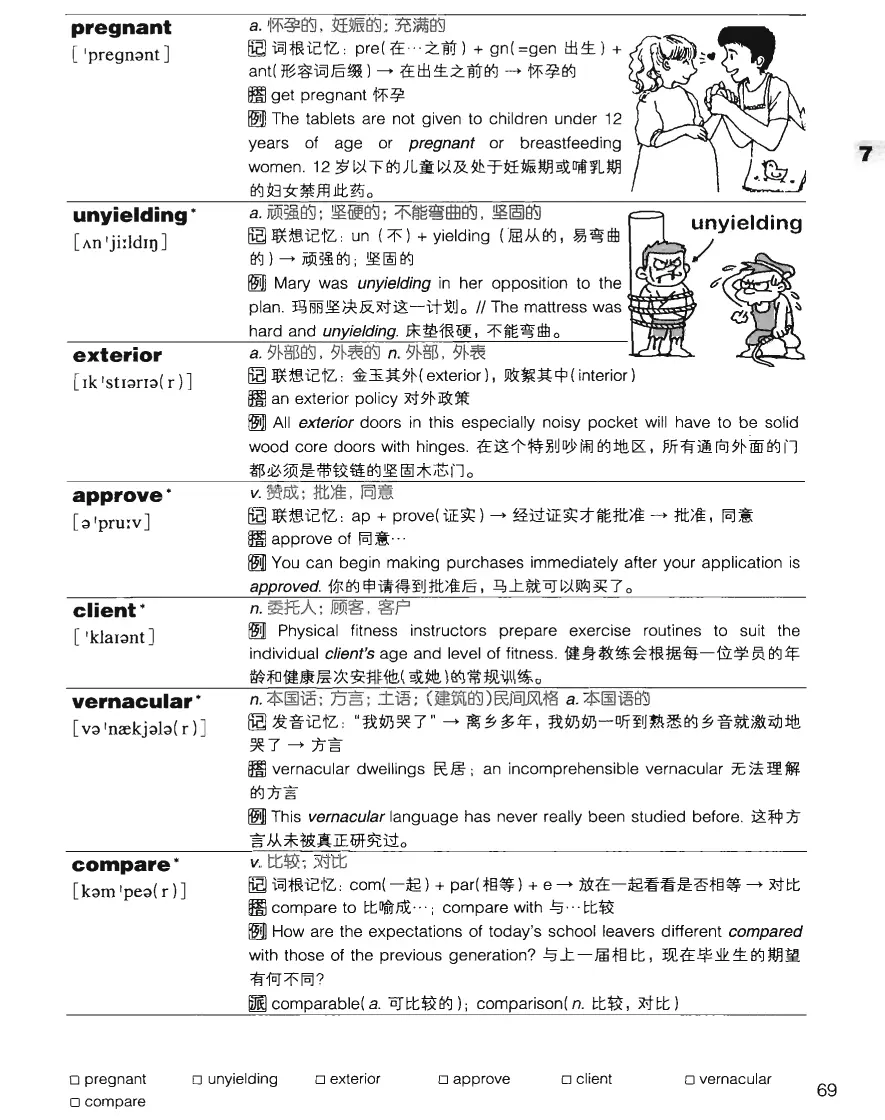 pregnant
[ ˈpregnənt ]
a. 怀孕的, 妊娠的; 充满的
[记] 词根记忆: pre(在…之前) + gn(=gen 出生) +
ant(形容词后缀) → 在出生之前的 → 怀孕的
[搭] get pregnant 怀孕
[例] The tablets are not given to children under 12
years of age or pregnant or breastfeeding
women. 12岁以下的儿童以及处于妊娠期或哺乳期
的妇女禁用此药。
7
unyielding*
[ʌnˈjiːldɪŋ]
a. 顽强的; 坚硬的; 不能弯曲的, 坚固的
[记] 联想记忆: un (不) + yielding (屈从的, 易弯曲
的) → 顽强的; 坚固的
[例] Mary was unyielding in her opposition to the
plan. 玛丽坚决反对这一计划。// The mattress was
hard and unyielding. 床垫很硬, 不能弯曲。
unyielding
exterior
[ɪkˈstɪərɪə(r)]
a. 外部的, 外表的 n. 外部, 外表
[记] 联想记忆: 金玉其外(exterior), 败絮其中(interior)
[搭] an exterior policy 对外政策
[例] All exterior doors in this especially noisy pocket will have to be solid
wood core doors with hinges. 在这个特别吵闹的地区, 所有通向外面的门
都必须是带铰链的坚固木芯门。
approve*
[əˈpruːv]
v. 赞成; 批准, 同意
[记] 联想记忆: ap + prove(证实) → 经过证实才能批准 → 批准, 同意
[搭] approve of 同意…
[例] You can begin making purchases immediately after your application is
approved. 你的申请得到批准后, 马上就可以购买了。
client*
[ ˈklaɪənt ]
n. 委托人; 顾客, 客户
[例] Physical fitness instructors prepare exercise routines to suit the
individual client's age and level of fitness. 健身教练会根据每一位学员的年
龄和健康层次安排他(或她)的常规训练。
vernacular*
[vəˈnækjələ(r)]
n. 本国话; 方言; 土语; (建筑的)民间风格 a. 本国语的
[记] 发音记忆: "我奶哭了" → 离乡多年, 我奶奶一听到熟悉的乡音就激动地
哭了 → 方言
[搭] vernacular dwellings 民居; an incomprehensible vernacular 无法理解
的方言
[例] This vernacular language has never really been studied before. 这种方
言从未被真正研究过。
compare*
[kəmˈpeə(r)]
v. 比较; 对比
[记] 词根记忆: com(一起) + par(相等) + e → 放在一起看看是否相等 → 对比
[搭] compare to 比喻成…; compare with 与…比较
[例] How are the expectations of today's school leavers different compared
with those of the previous generation? 与上一届相比, 现在毕业生的期望
有何不同?
[派] comparable(a. 可比较的); comparison(n. 比较, 对比)
□ pregnant □ unyielding □ exterior □ approve □ client □ vernacular
□ compare
69